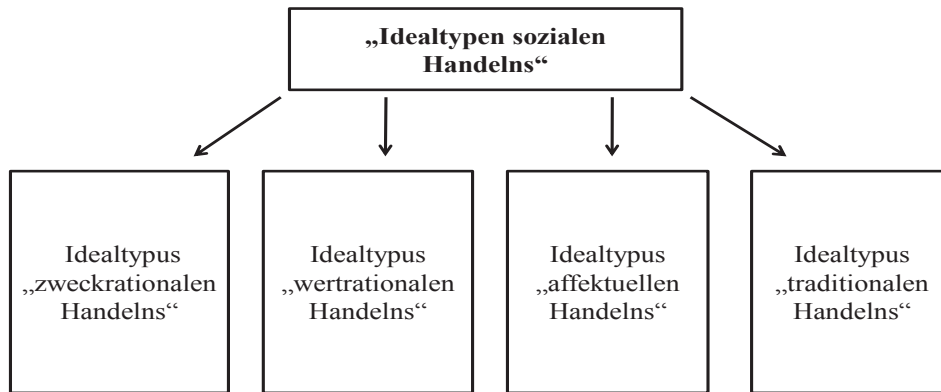 „Idealtypen sozialen
Handelns“
Idealtypus
„zweckrationalen
Handelns“
Idealtypus
„wertrationalen
Handelns“
Idealtypus
„affektuellen
Handelns“
Idealtypus
„traditionalen
Handelns“